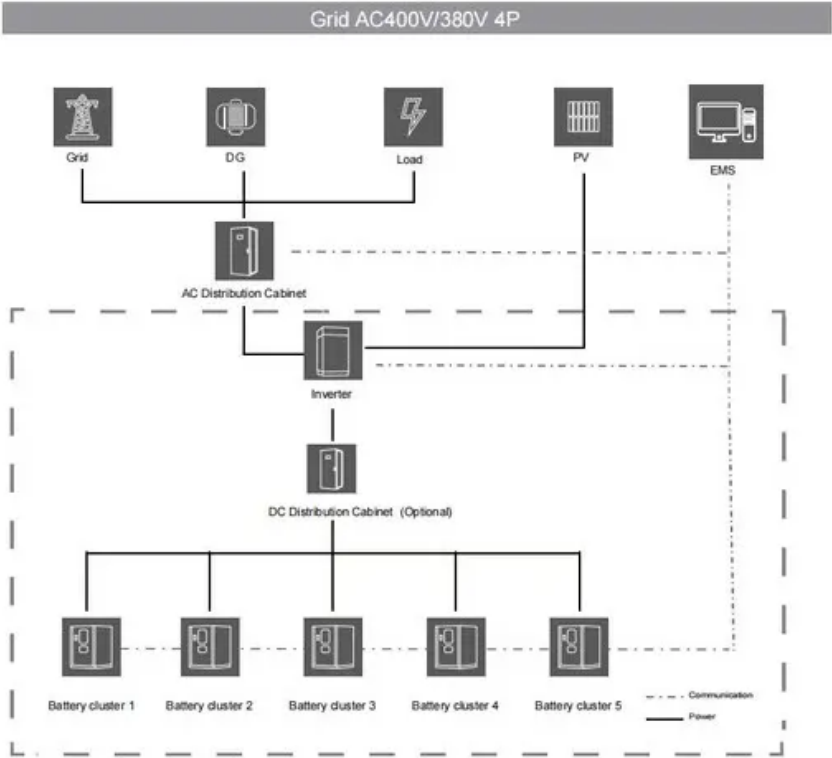 Grid AC400V/380V 4P
Grid
DG
Load
PV
EMS
AC Distribution Cabinet
Inverter
DC Distribution Cabinet (Optional)
Battery cluster 1
Battery cluster 2
Battery cluster 3
Battery cluster 4
Battery cluster 5
Communication
Power